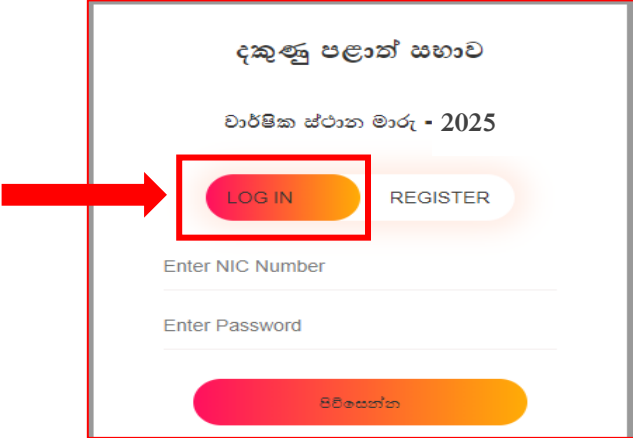 දකුණු පළාත් සභාව
වාර්ෂික ස්ථාන මාරු - 2025
LOG IN REGISTER
Enter NIC Number
Enter Password
පිවිසෙන්න